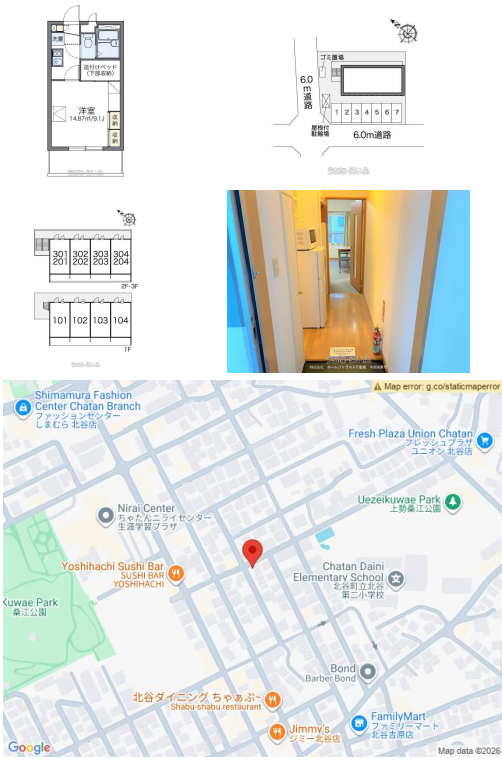 洗濯
造付けベッド
(下部収納)
洋室
14.87㎡/9.1J
収納
収納
ゴミ置場
6.0m道路
屋根付駐輪場
1 2 3 4 5 6 7
6.0m道路
301 302 303 304
201 202 203 204
2F・3F
101 102 103 104
1F
Map error: g.co/staticmaperror
Shimamura Fashion
Center Chatan Branch
ファッションセンター
しまむら 北谷店
Fresh Plaza Union Chatan
フレッシュプラザ
ユニオン 北谷店
Nirai Center
ちゃたんニライセンター
生涯学習プラザ
Uezeikuwae Park
上勢桑江公園
Yoshihachi Sushi Bar
SUSHI BAR
YOSHIHACHI
Chatan Daini
Elementary School
北谷町立北谷
第二小学校
Kuwae Park
桑江公園
Bond
Barber Bond
北谷ダイニング ちゃぁぶ~
Shabu-shabu restaurant
Jimmy's
ジミー北谷店
FamilyMart
ファミリーマート
北谷吉原店
Google
Map data ©2026